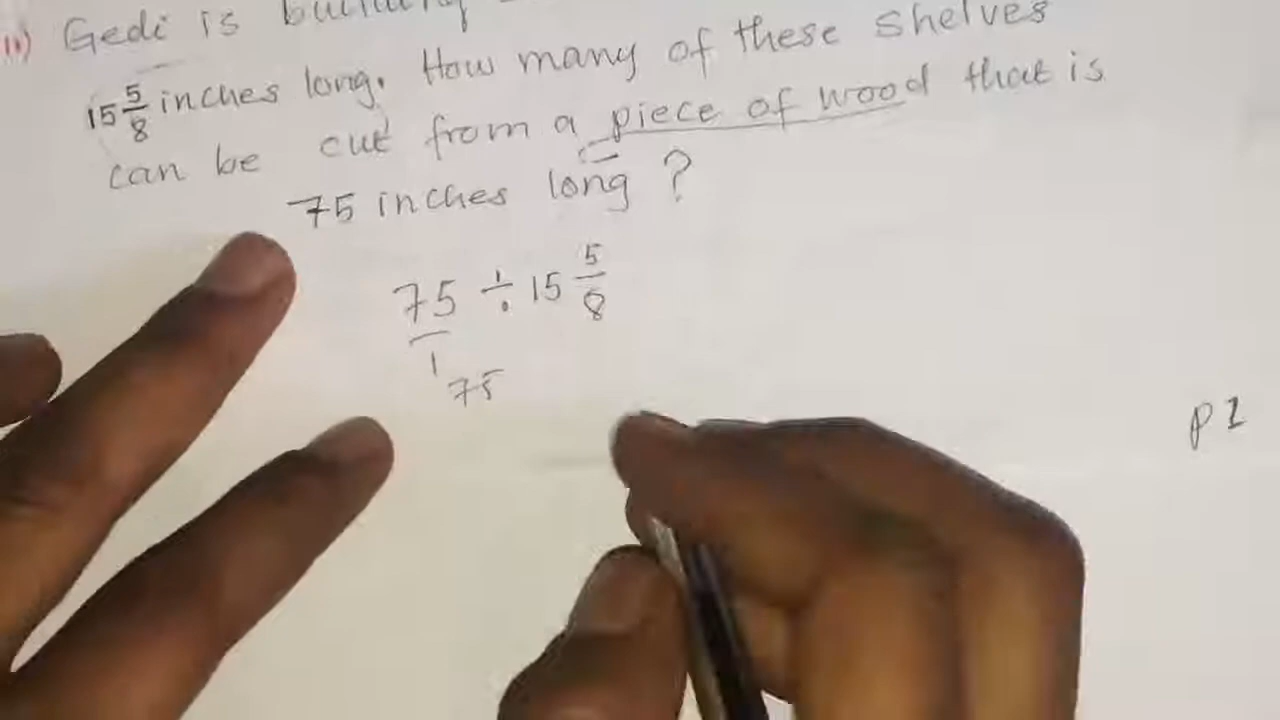 Gedi is building
15 5/8 inches long. How many of these shelves
can be cut from a piece of wood that is
75 inches long ?
75/1 ÷ 15 5/8
75
P2